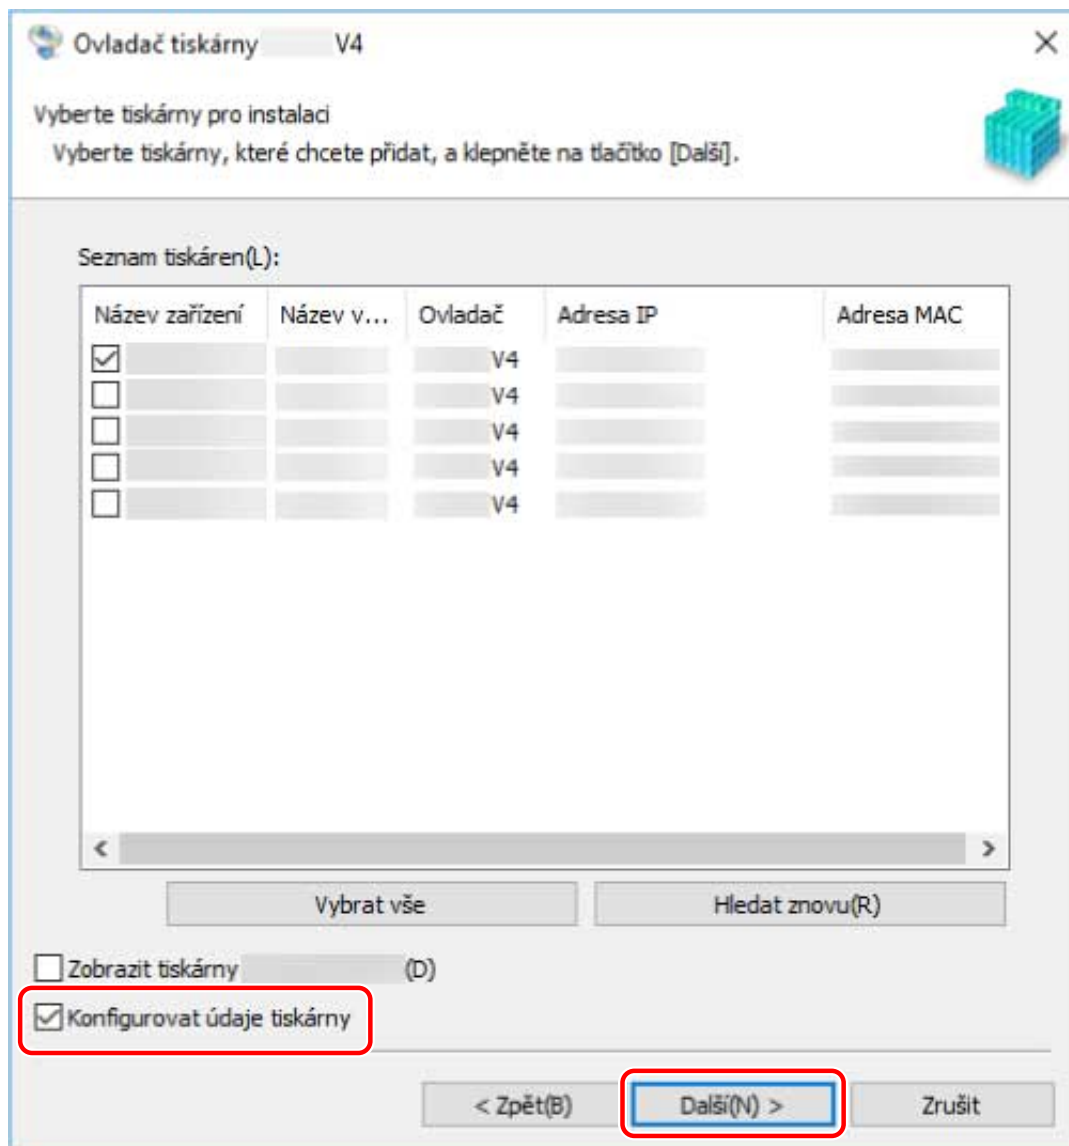 Ovladač tiskárny V4
Vyberte tiskárny pro instalaci
Vyberte tiskárny, které chcete přidat, a klepněte na tlačítko [Další].
Seznam tiskáren(L):
Název zařízení Název v... Ovladač Adresa IP Adresa MAC
V4
V4
V4
V4
V4
Vybrat vše Hledat znovu(R)
Zobrazit tiskárny (D)
Konfigurovat údaje tiskárny
< Zpět(B) Další(N) > Zrušit